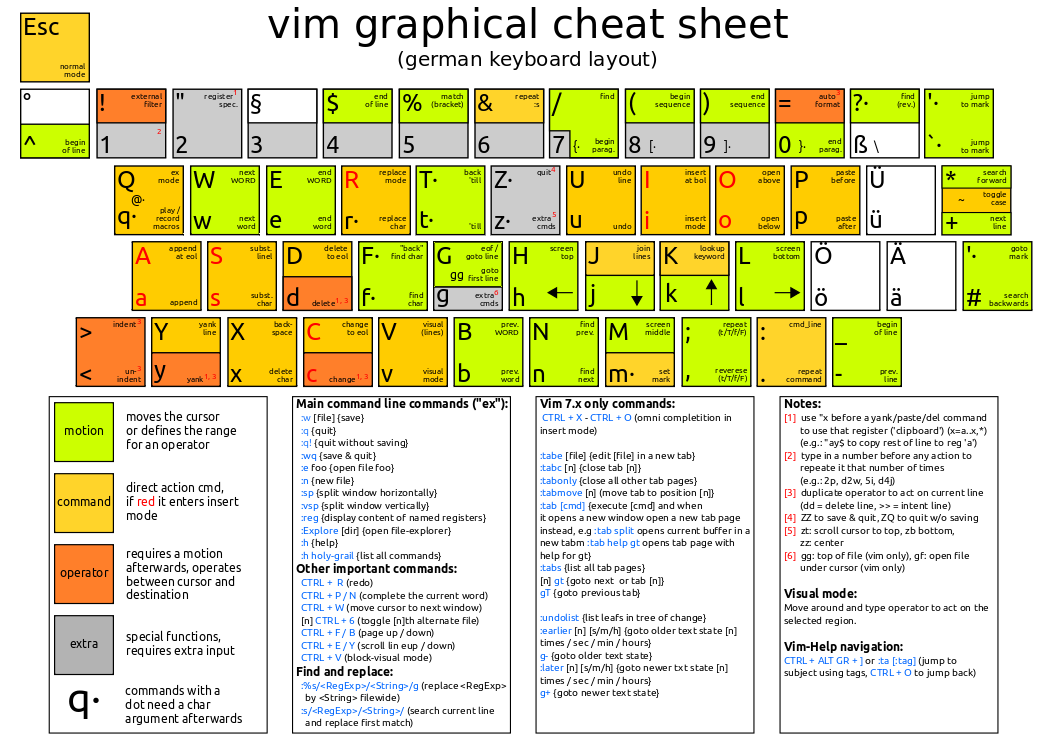 vim graphical cheat sheet
(german keyboard layout)
Esc
normal
mode
°
^ begin
of line
! external
filter
1 2
" register 1
spec.
2
§
3
$ end
of line
4
% match
(bracket)
5
& repeat
:s
6
/ find
7 {· begin
parag.
( begin
sequence
8 [·
) end
sequence
9 ]·
= auto 3
format
0 }· end
parag.
?· find
(rev.)
ß \
'· jump
to mark
`· jump
to mark
Q ex
mode
@·
q· play /
record
macros
W next
WORD
w next
word
E end
WORD
e end
word
R replace
mode
r· replace
char
T· back
'till
t· 'till
Z· quit 4
z· extra 5
cmds
U undo
line
u undo
I insert
at bol
i insert
mode
O open
above
o open
below
P paste
before
p paste
after
Ü
ü
* search
forward
~ toggle
case
+ next
line
A append
at eol
a append
S subst.
linel
s subst.
char
D delete
to eol
d delete 1, 3
F· "back"
find char
f· find
char
G eof /
goto line
gg goto
first line
g extra 6
cmds
H screen
top
h ←
J join
lines
j ↓
K lookup
keyword
k ↑
L screen
bottom
l →
Ö
ö
Ä
ä
'· goto
mark
# search
backwards
> indent 3
< un- 3
indent
Y yank
line
y yank 1, 3
X back-
space
x delete
char
C change
to eol
c change 1, 3
V visual
(lines)
v visual
mode
B prev.
WORD
b prev.
word
N find
prev.
n find
next
M screen
middle
m· set
mark
; repeat
(t/T/f/F)
, reverese
(t/T/f/F)
: cmd_line
. repeat
command
_ begin
of line
- prev.
line
motion
moves the cursor
or defines the range
for an operator
command
direct action cmd,
if red it enters insert
mode
operator
requires a motion
afterwards, operates
between cursor and
destination
extra
special functions,
requires extra input
q·
commands with a
dot need a char
argument afterwards
Main command line commands ("ex"):
:w [file] {save}
:q {quit}
:q! {quit without saving}
:wq {save & quit}
:e foo {open file foo}
:n {new file}
:sp {split window horizontally}
:vsp {split window vertically}
:reg {display content of named registers}
:Explore [dir] {open file-explorer}
:h {help}
:h holy-grail {list all commands}
Other important commands:
CTRL + R (redo)
CTRL + P / N (complete the current word)
CTRL + W (move cursor to next window)
[n] CTRL + 6 (toggle [n]th alternate file)
CTRL + F / B (page up / down)
CTRL + E / Y (scroll lin eup / down)
CTRL + V (block-visual mode)
Find and replace:
:%s/<RegExp>/<String>/g (replace <RegExp>
by <String> filewide)
:s/<RegExp>/<String>/ (search current line
and replace first match)
Vim 7.x only commands:
CTRL + X - CTRL + O (omni completition in
insert mode)
:tabe [file] {edit [file] in a new tab}
:tabc [n] {close tab [n]}
:tabonly {close all other tab pages}
:tabmove [n] (move tab to position [n]}
:tab [cmd] {execute [cmd] and when
it opens a new window open a new tab page
instead, e.g :tab split opens current buffer in a
new tabm :tab help gt opens tab page with
help for gt}
:tabs {list all tab pages}
[n] gt {goto next or tab [n]}
gT {goto previous tab}
:undolist {list leafs in tree of change}
:earlier [n] [s/m/h] {goto older text state [n]
times / sec / min / hours}
g- {goto older text state}
:later [n] [s/m/h] {goto newer txt state [n]
times / sec / min / hours}
g+ {goto newer text state}
Notes:
[1] use "x before a yank/paste/del command
to use that register ('clipboard') (x=a..x,*)
(e.g.: "ay$ to copy rest of line to reg 'a')
[2] type in a number before any action to
repeate it that number of times
(e.g.: 2p, d2w, 5i, d4j)
[3] duplicate operator to act on current line
(dd = delete line, >> = intent line)
[4] ZZ to save & quit, ZQ to quit w/o saving
[5] zt: scroll cursor to top, zb bottom,
zz: center
[6] gg: top of file (vim only), gf: open file
under cursor (vim only)
Visual mode:
Move around and type operator to act on the
selected region.
Vim-Help navigation:
CTRL + ALT GR + ] or :ta [:tag] (jump to
subject using tags, CTRL + O to jump back)